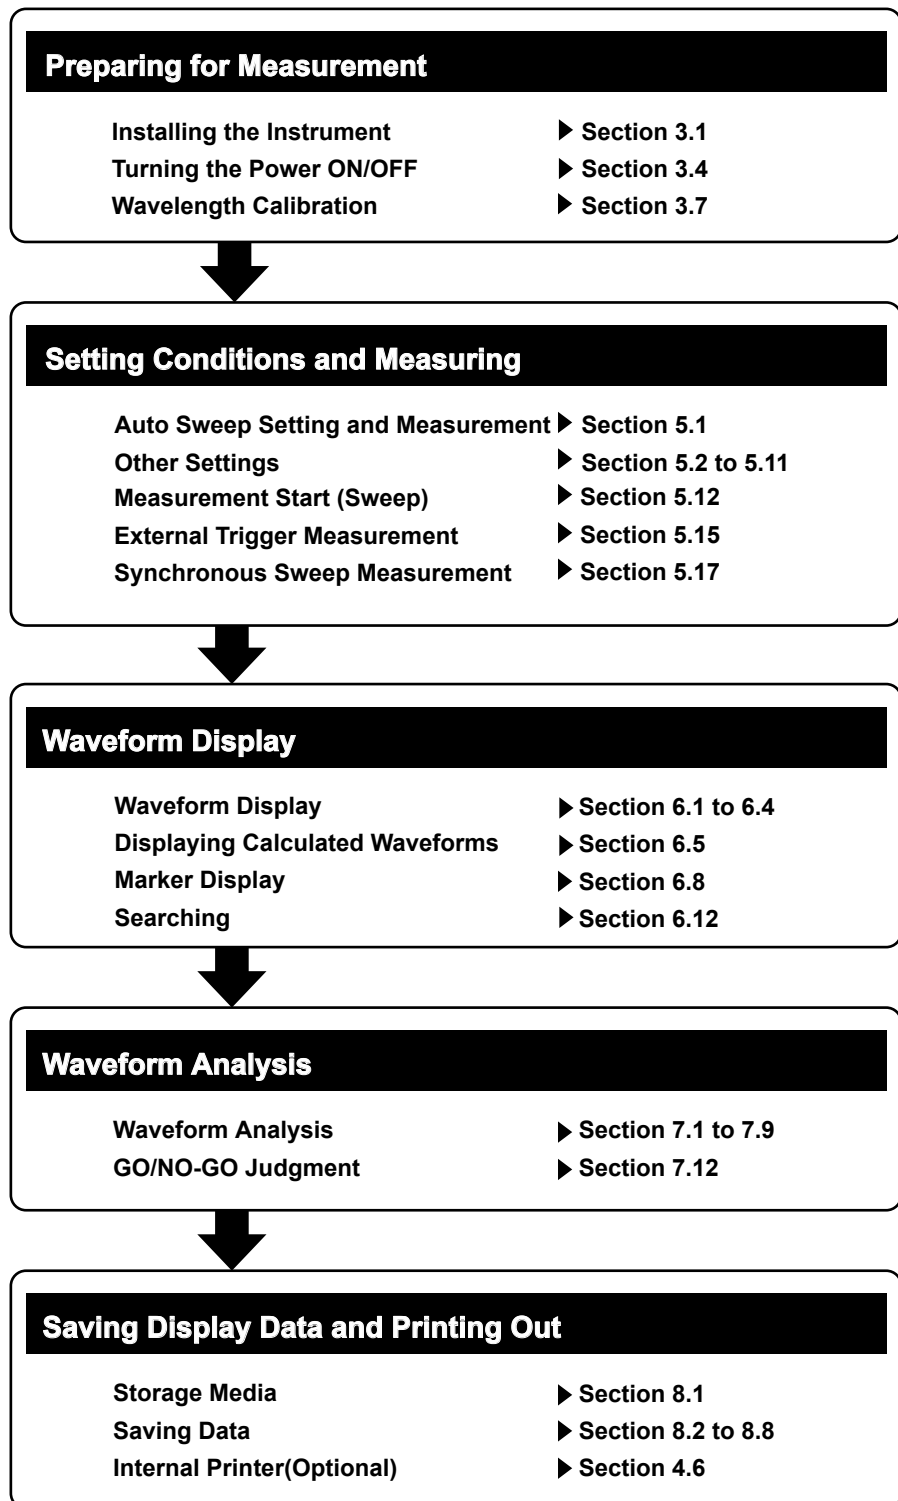 Preparing for Measurement
Installing the Instrument Section 3.1
Turning the Power ON/OFF Section 3.4
Wavelength Calibration Section 3.7
Setting Conditions and Measuring
Auto Sweep Setting and Measurement Section 5.1
Other Settings Section 5.2 to 5.11
Measurement Start (Sweep) Section 5.12
External Trigger Measurement Section 5.15
Synchronous Sweep Measurement Section 5.17
Waveform Display
Waveform Display Section 6.1 to 6.4
Displaying Calculated Waveforms Section 6.5
Marker Display Section 6.8
Searching Section 6.12
Waveform Analysis
Waveform Analysis Section 7.1 to 7.9
GO/NO-GO Judgment Section 7.12
Saving Display Data and Printing Out
Storage Media Section 8.1
Saving Data Section 8.2 to 8.8
Internal Printer(Optional) Section 4.6